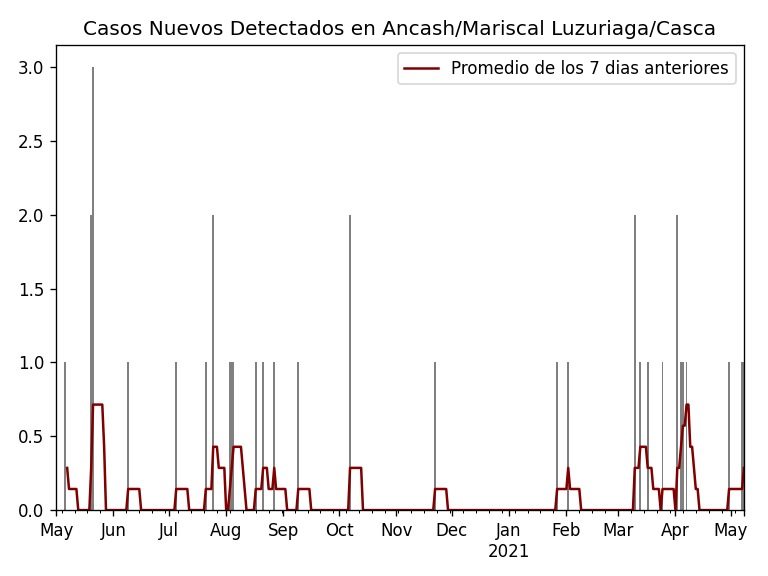 Casos Nuevos Detectados en Ancash/Mariscal Luzuriaga/Casca
Promedio de los 7 dias anteriores
3.0
2.5
2.0
1.5
1.0
0.5
0.0
May Jun Jul Aug Sep Oct Nov Dec Jan Feb Mar Apr May
2021